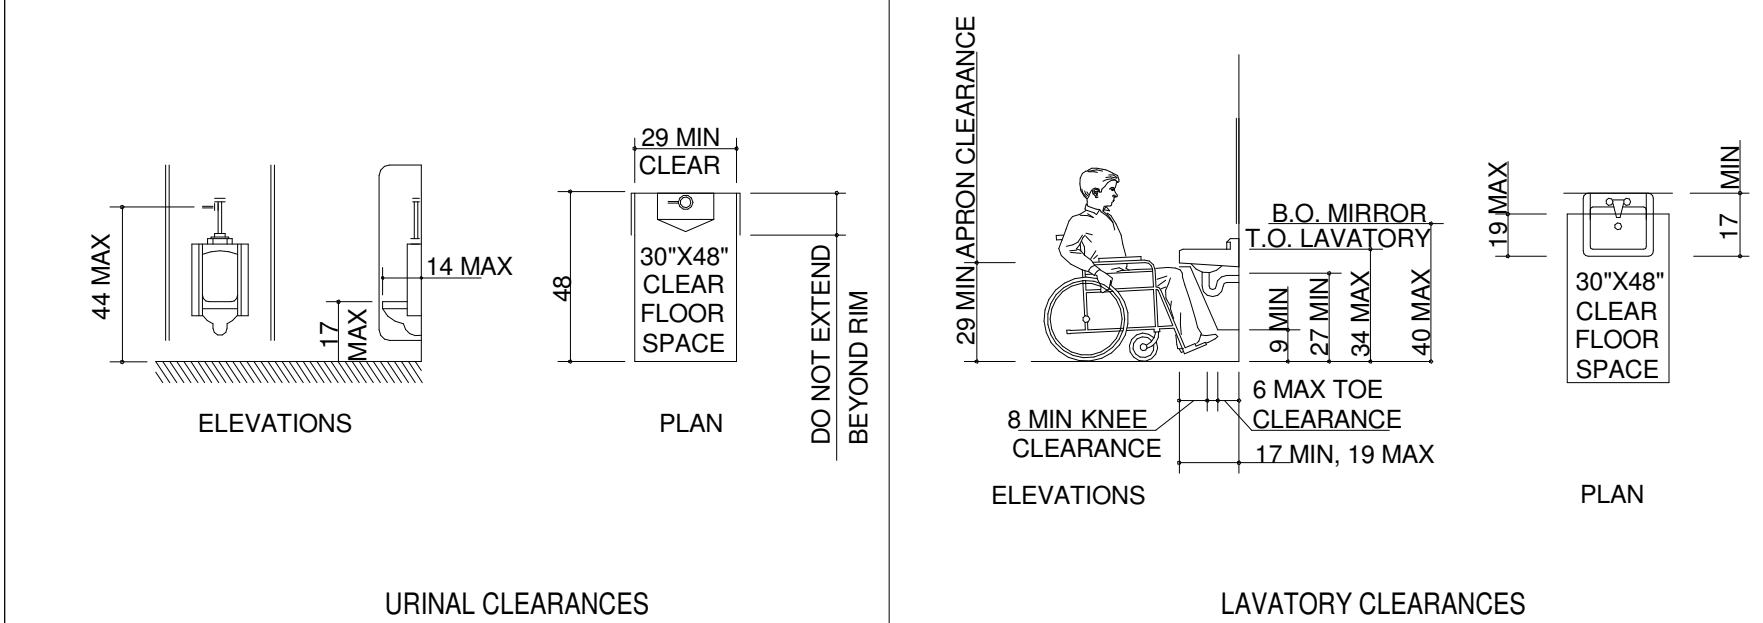 44 MAX
17
MAX
14 MAX
ELEVATIONS
29 MIN
CLEAR
48
30"X48"
CLEAR
FLOOR
SPACE
DO NOT EXTEND
BEYOND RIM
PLAN
URINAL CLEARANCES
29 MIN APRON CLEARANCE
B.O. MIRROR
T.O. LAVATORY
9 MIN
27 MIN
34 MAX
40 MAX
8 MIN KNEE
CLEARANCE
6 MAX TOE
CLEARANCE
17 MIN, 19 MAX
ELEVATIONS
19 MAX
17 MIN
30"X48"
CLEAR
FLOOR
SPACE
PLAN
LAVATORY CLEARANCES